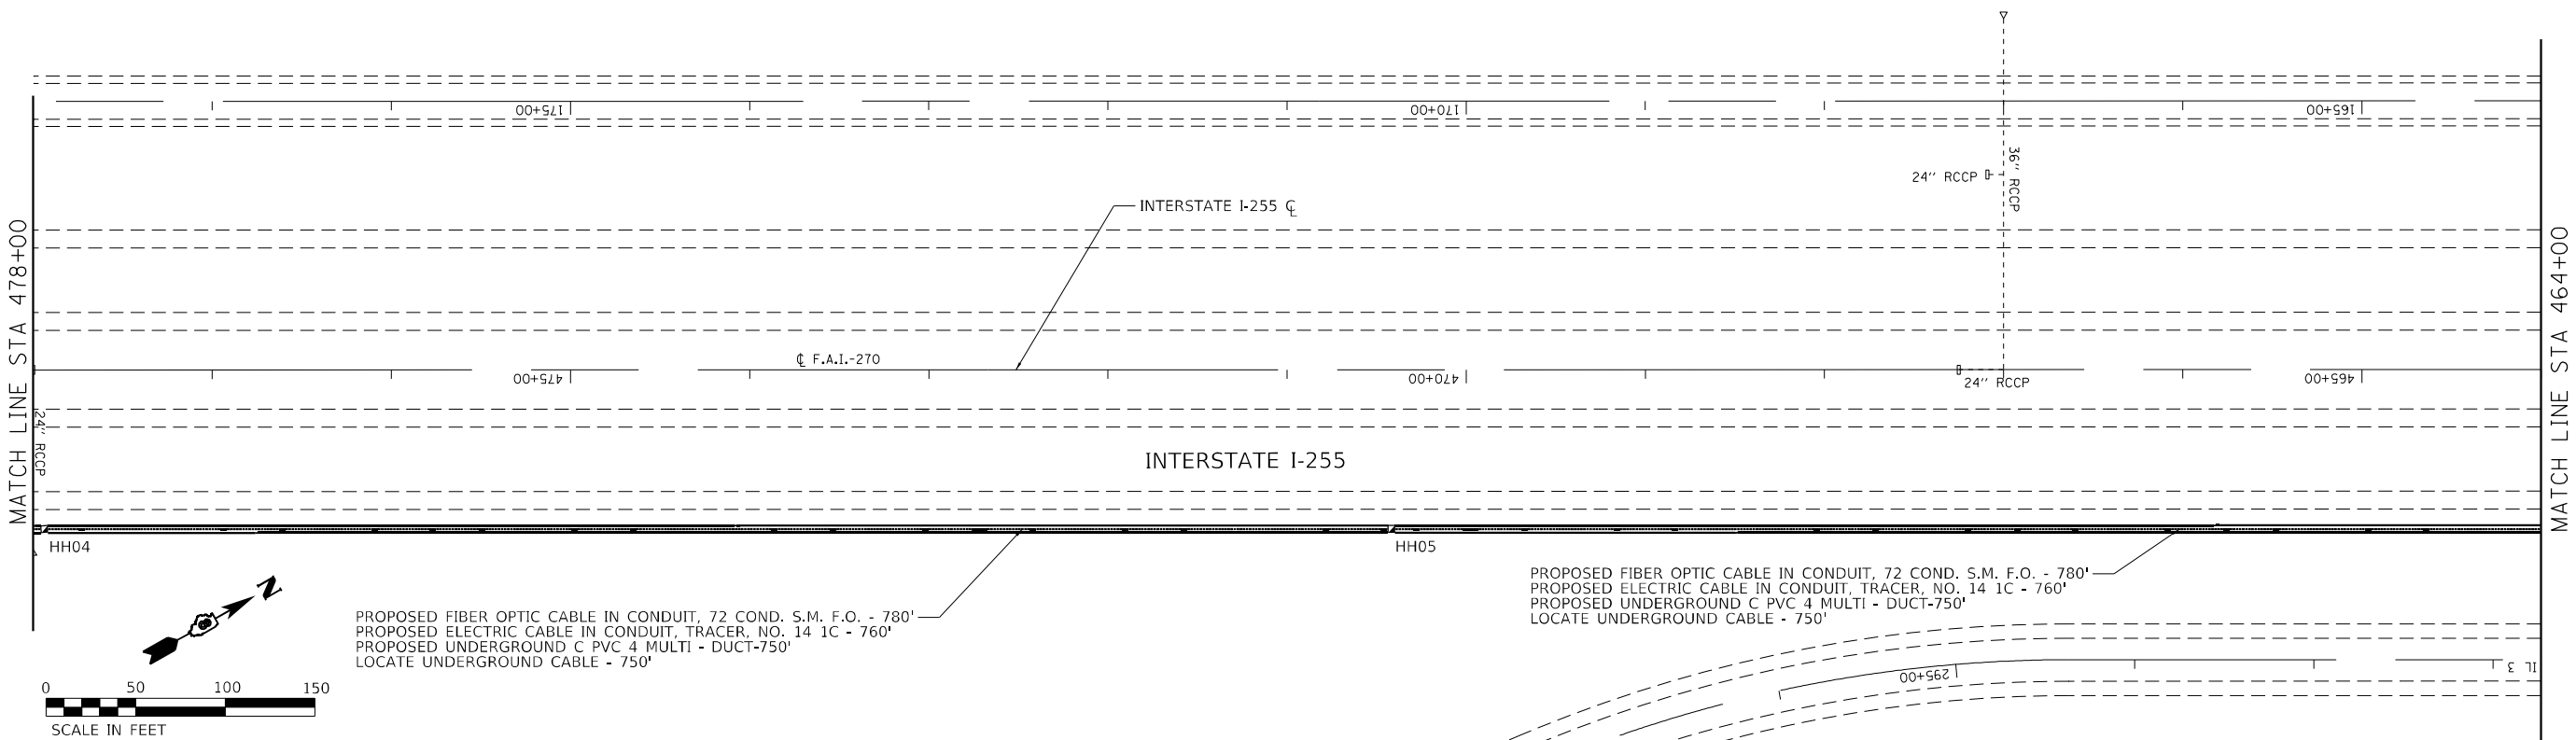 175+00
170+00
165+00
36'' RCCP
24'' RCCP
INTERSTATE I-255 ℄
MATCH LINE STA 478+00
MATCH LINE STA 464+00
℄ F.A.I.-270
475+00
470+00
465+00
24'' RCCP
24'' RCCP
INTERSTATE I-255
HH04
HH05
N
PROPOSED FIBER OPTIC CABLE IN CONDUIT, 72 COND. S.M. F.O. - 780'
PROPOSED ELECTRIC CABLE IN CONDUIT, TRACER, NO. 14 1C - 760'
PROPOSED UNDERGROUND C PVC 4 MULTI - DUCT-750'
LOCATE UNDERGROUND CABLE - 750'
PROPOSED FIBER OPTIC CABLE IN CONDUIT, 72 COND. S.M. F.O. - 780'
PROPOSED ELECTRIC CABLE IN CONDUIT, TRACER, NO. 14 1C - 760'
PROPOSED UNDERGROUND C PVC 4 MULTI - DUCT-750'
LOCATE UNDERGROUND CABLE - 750'
295+00
IL 3
0 50 100 150
SCALE IN FEET